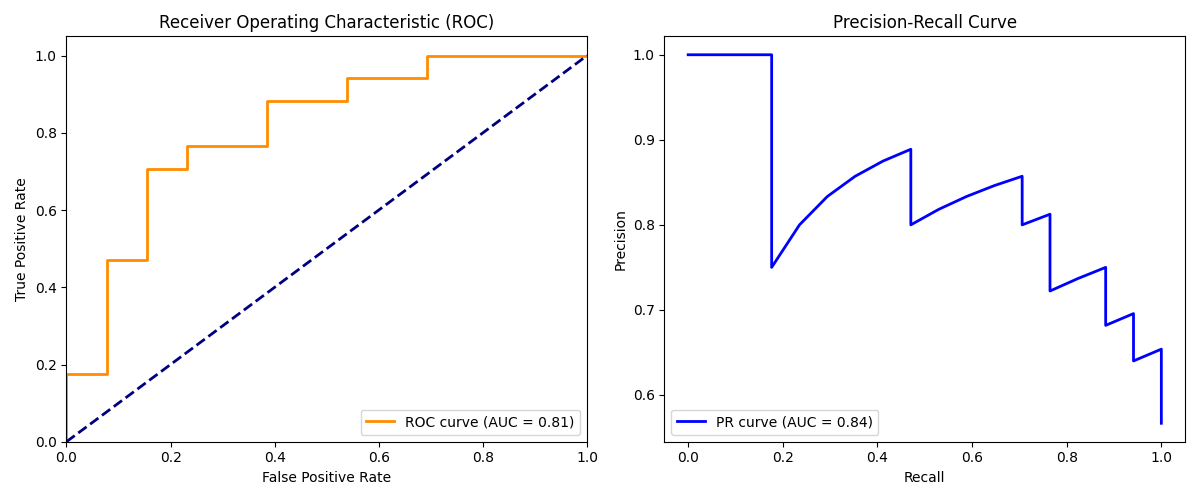 Receiver Operating Characteristic (ROC)
True Positive Rate
1.0
0.8
0.6
0.4
0.2
0.0
0.0 0.2 0.4 0.6 0.8 1.0
False Positive Rate
ROC curve (AUC = 0.81)
Precision-Recall Curve
Precision
1.0
0.9
0.8
0.7
0.6
0.0 0.2 0.4 0.6 0.8 1.0
Recall
PR curve (AUC = 0.84)